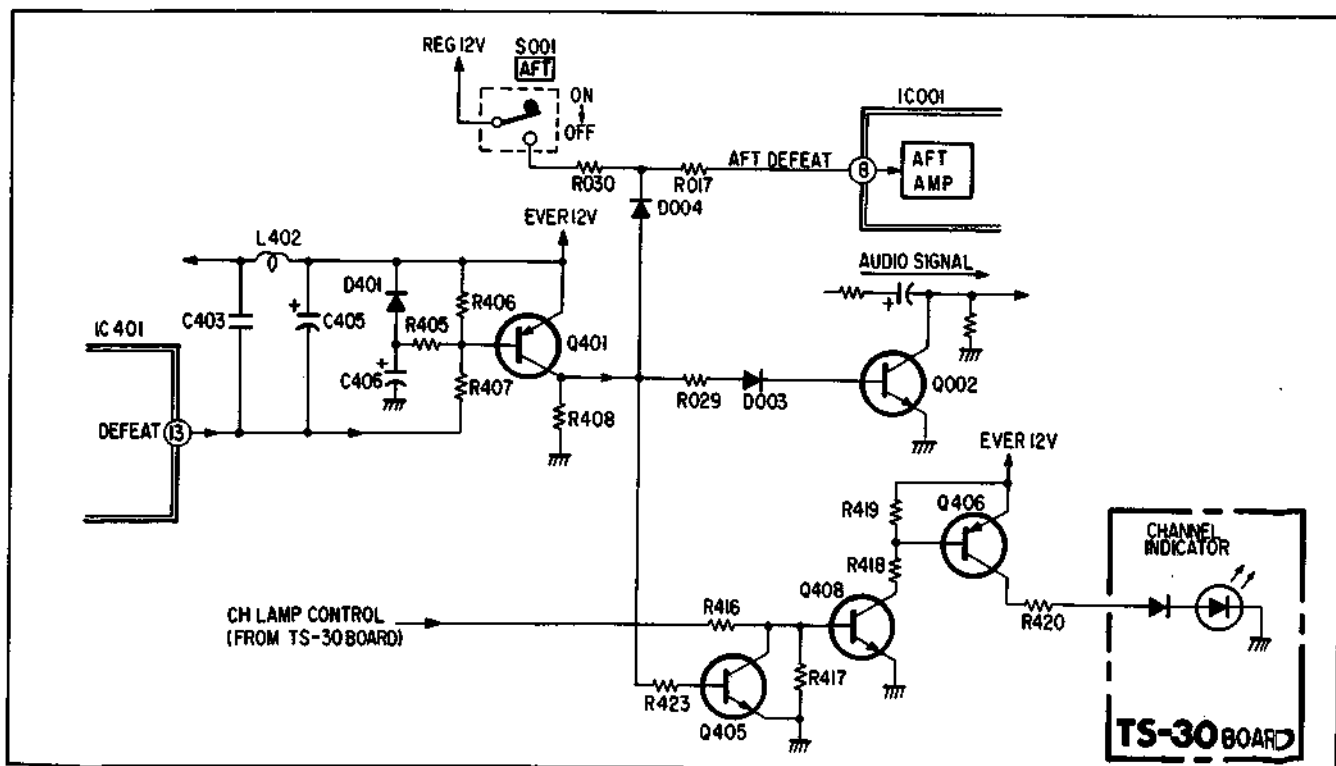 REG 12V
S001
AFT
ON
OFF
IC001
AFT DEFEAT
8
AFT
AMP
R030
R017
D004
EVER 12V
L402
AUDIO SIGNAL
D401
R406
+
+
C403
C405
R405
Q401
IC 401
+
C406
R407
R029
D003
Q002
R408
DEFEAT
13
EVER 12V
R419
Q406
CHANNEL
INDICATOR
R418
Q408
CH LAMP CONTROL
(FROM TS-30 BOARD)
R416
R420
R417
R423
Q405
TS-30 BOARD